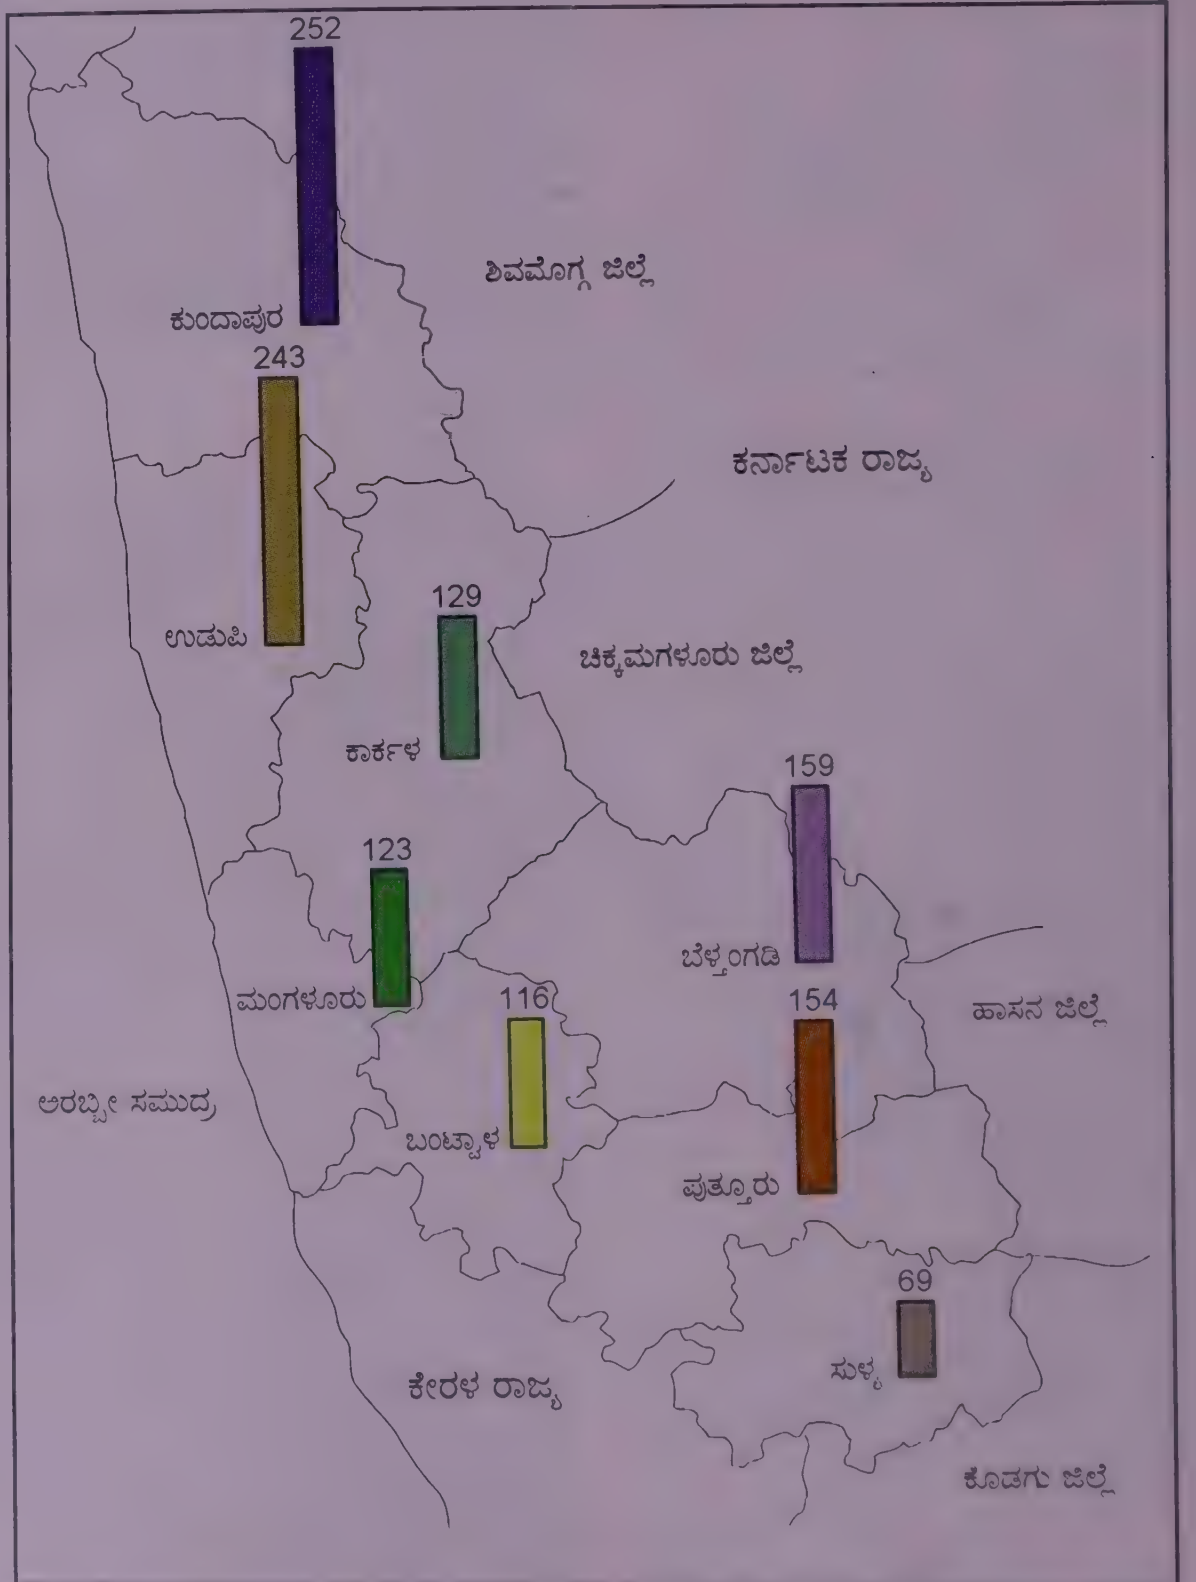 252
ಶಿವಮೊಗ್ಗ ಜಿಲ್ಲೆ
ಕುಂದಾಪುರ
243
ಕರ್ನಾಟಕ ರಾಜ್ಯ
129
ಉಡುಪಿ
ಚಿಕ್ಕಮಗಳೂರು ಜಿಲ್ಲೆ
ಕಾರ್ಕಳ
159
123
ಬೆಳ್ತಂಗಡಿ
ಮಂಗಳೂರು
116
154
ಹಾಸನ ಜಿಲ್ಲೆ
ಅರಬ್ಬೀ ಸಮುದ್ರ
ಬಂಟ್ವಾಳ
ಪುತ್ತೂರು
69
ಸುಳ್ಯ
ಕೇರಳ ರಾಜ್ಯ
ಕೊಡಗು ಜಿಲ್ಲೆ